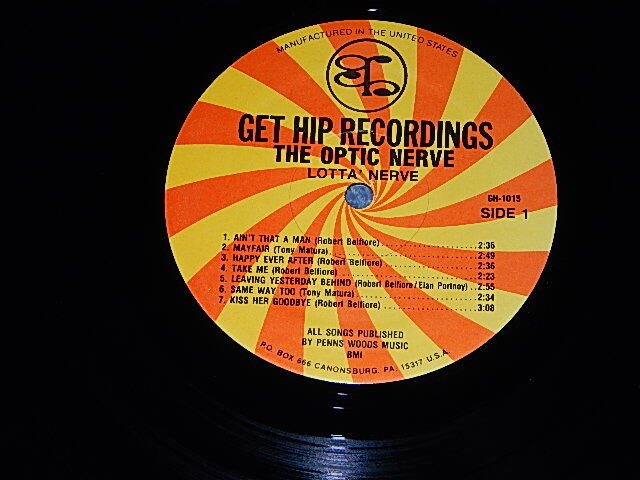 MANUFACTURED IN THE UNITED STATES
GET HIP RECORDINGS
THE OPTIC NERVE
LOTTA' NERVE
GH-1015
SIDE 1
1. AIN'T THAT A MAN (Robert Belfiore) 2:36
2. MAYFAIR (Tony Matura) 2:49
3. HAPPY EVER AFTER (Robert Belfiore) 2:36
4. TAKE ME (Robert Belfiore) 2:23
5. LEAVING YESTERDAY BEHIND (Robert Belfiore/Elan Portnoy) 2:55
6. SAME WAY TOO (Tony Matura) 2:34
7. KISS HER GOODBYE (Robert Belfiore) 3:08
ALL SONGS PUBLISHED
BY PENNS WOODS MUSIC
BMI
P.O. BOX 666 CANONSBURG, PA. 15317 U.S.A.